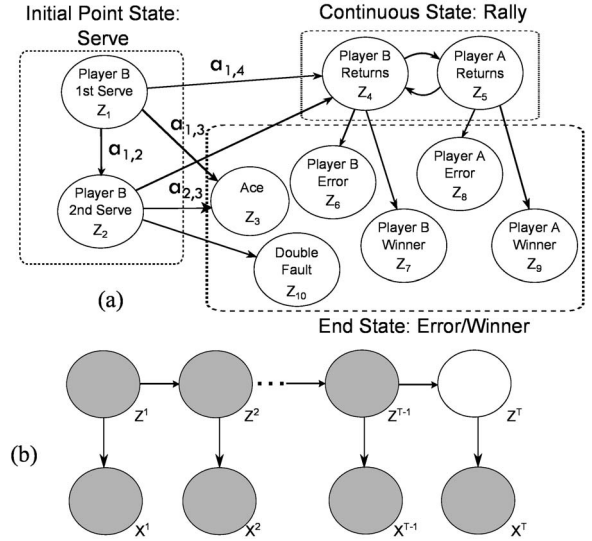 Initial Point State:
Serve
Continuous State: Rally
Player B
1st Serve
Z1
α1,4
Player B
Returns
Z4
Player A
Returns
Z5
α1,3
α1,2
Player B
2nd Serve
Z2
α2,3
Ace
Z3
Player B
Error
Z6
Player A
Error
Z8
Double
Fault
Z10
Player B
Winner
Z7
Player A
Winner
Z9
(a)
End State: Error/Winner
Z1
Z2
...
ZT-1
ZT
(b)
X1
X2
XT-1
XT